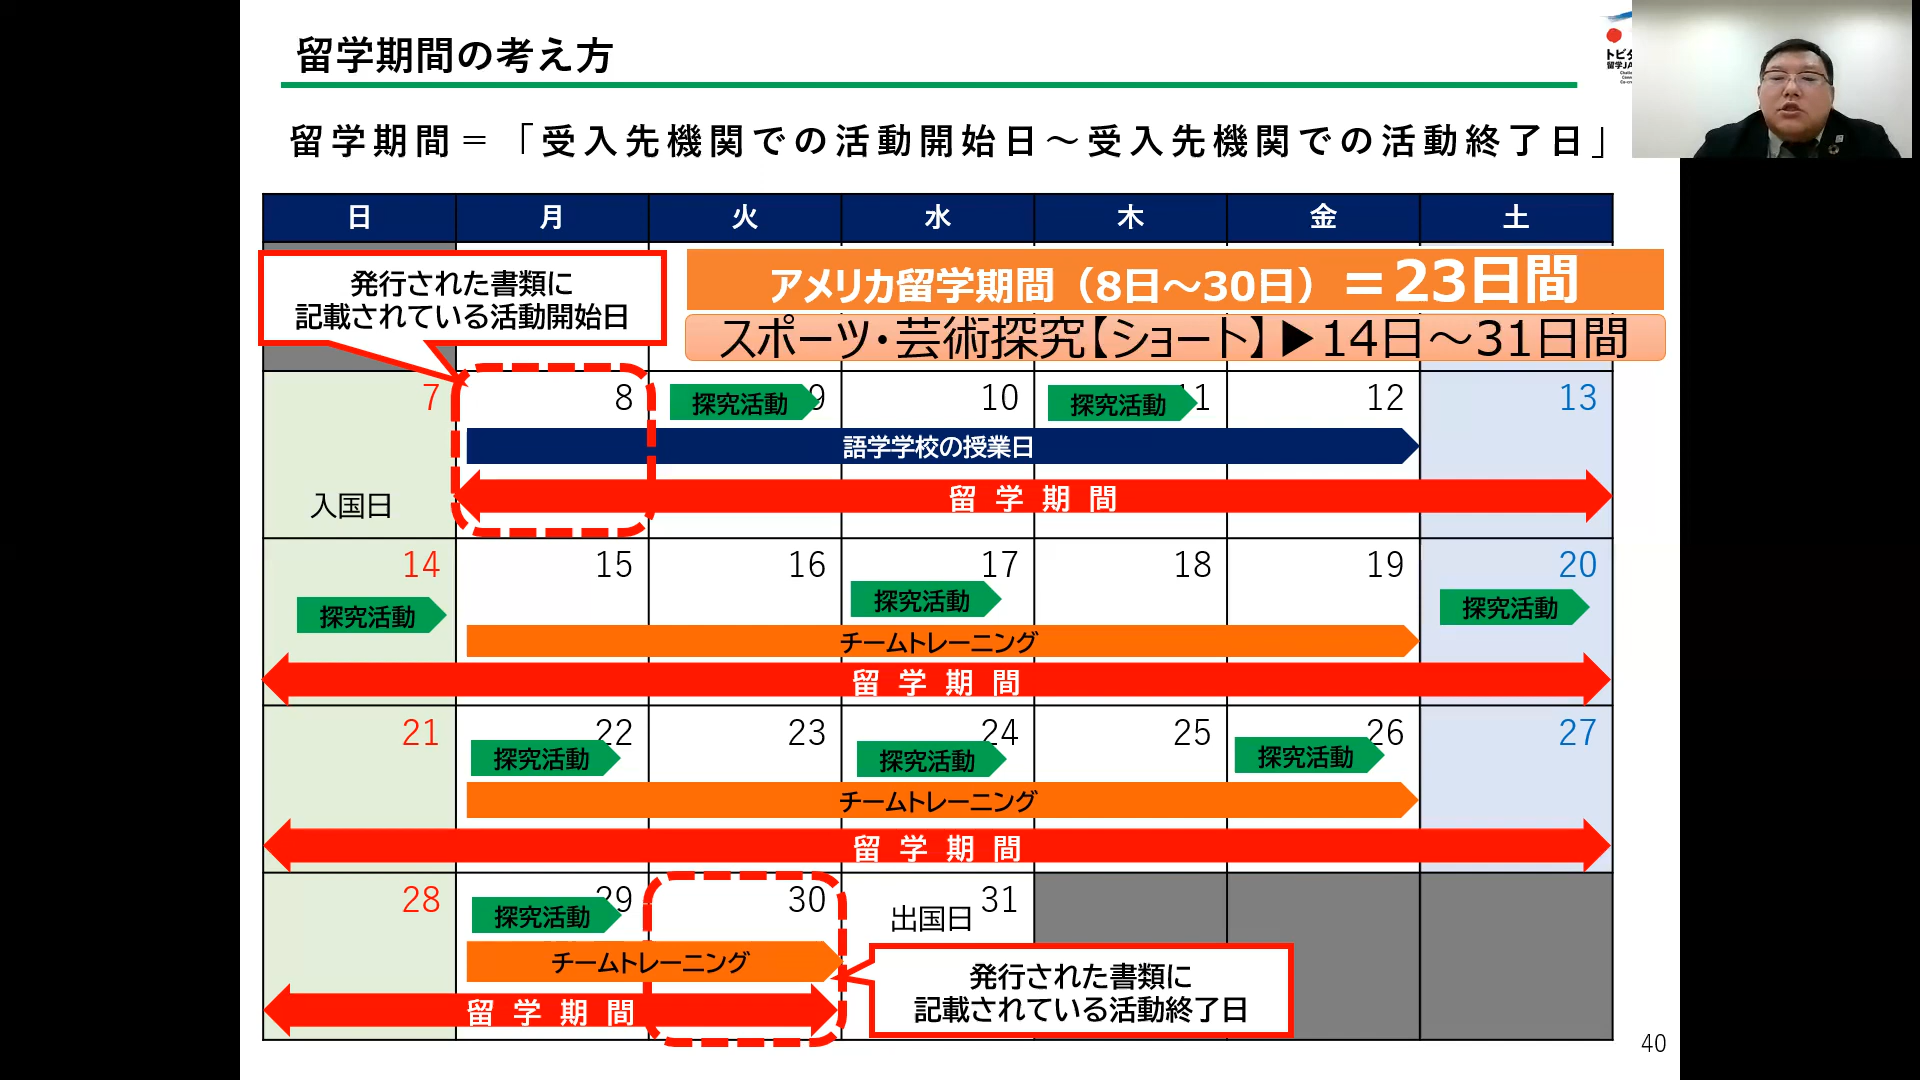 留学期間の考え方
トビタ
留学JA
留学期間＝「受入先機関での活動開始日～受入先機関での活動終了日」
日 月 火 水 木 金 土
発行された書類に
記載されている活動開始日
アメリカ留学期間（8日～30日）＝23日間
スポーツ・芸術探究【ショート】▶14日～31日間
7 8 探究活動 9 10 探究活動 11 12 13
語学学校の授業日
入国日
留学期間
14 15 16 17 18 19 20
探究活動 探究活動 探究活動
チームトレーニング
留学期間
21 22 23 24 25 26 27
探究活動 探究活動 探究活動
チームトレーニング
留学期間
28 29 30 出国日 31
探究活動
チームトレーニング
留学期間
発行された書類に
記載されている活動終了日
40